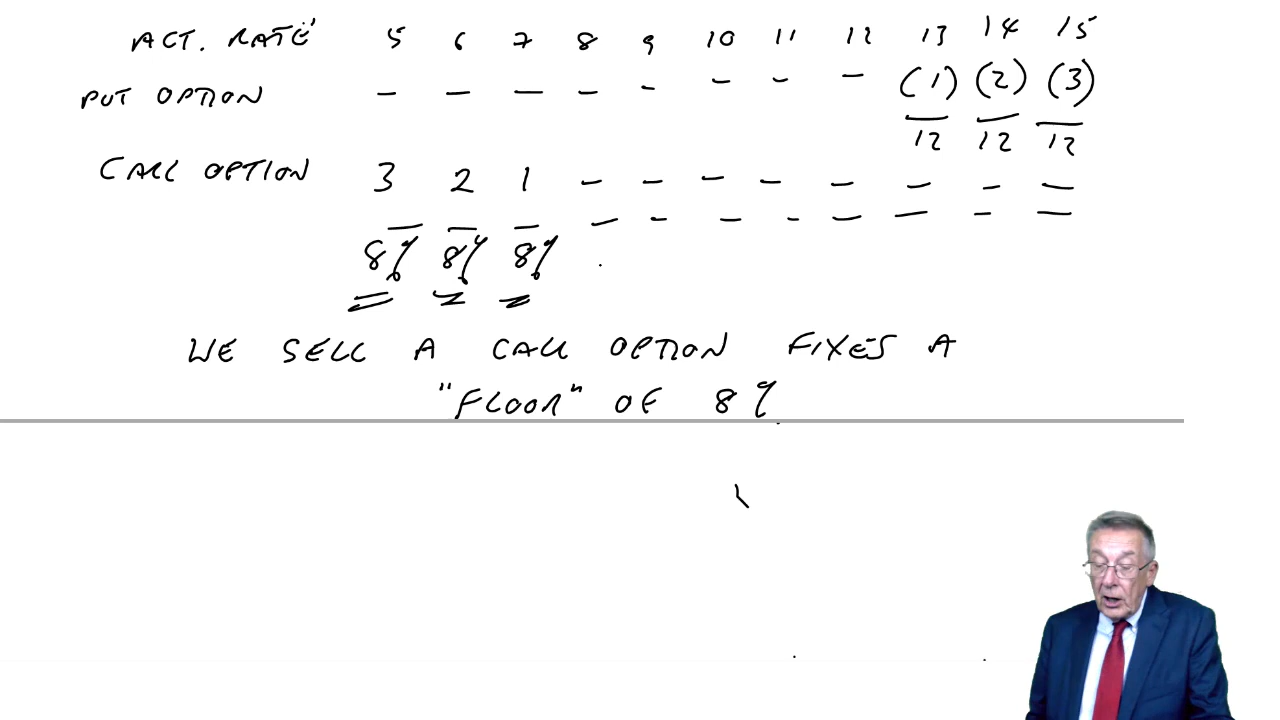 ACT. RATE 5 6 7 8 9 10 11 12 13 14 15
PUT OPTION – – – – – – – – (1) (2) (3)
12 12 12
CALL OPTION 3 2 1 – – – – – – – –
– – – – – – – –
8% 8% 8%
WE SELL A CALL OPTION FIXES A
"FLOOR" OF 8%